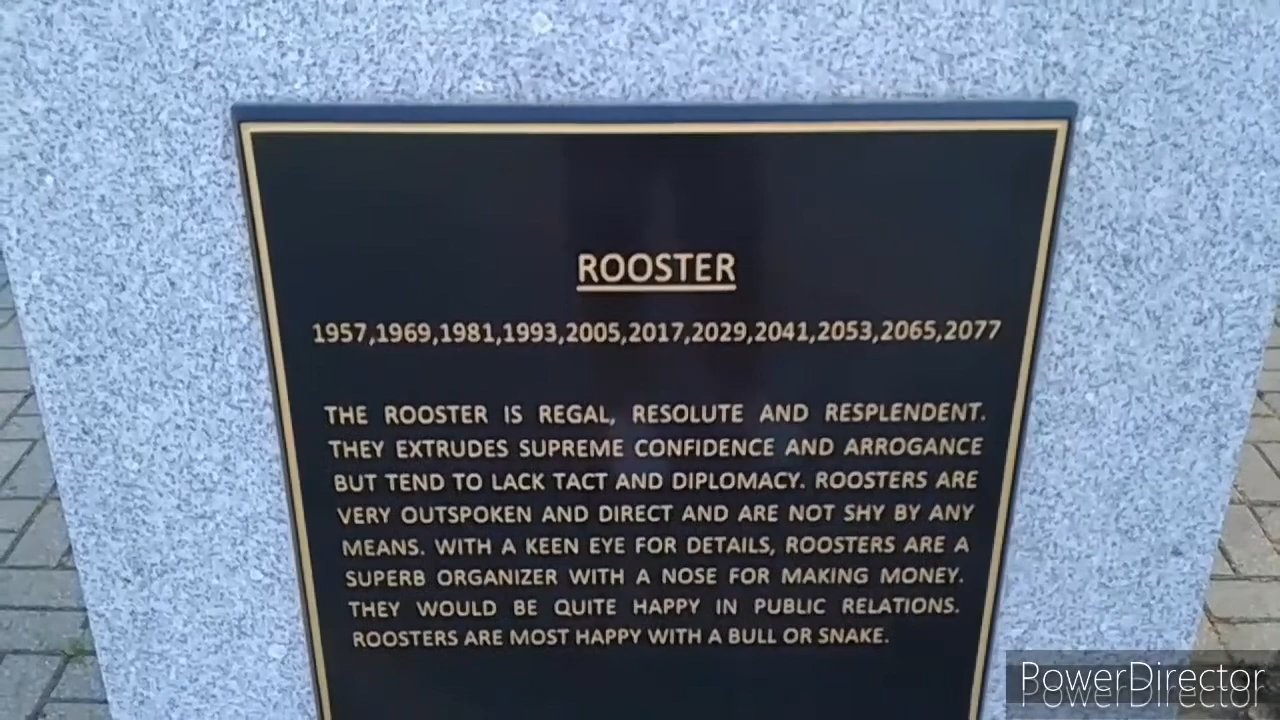 ROOSTER
1957,1969,1981,1993,2005,2017,2029,2041,2053,2065,2077
THE ROOSTER IS REGAL, RESOLUTE AND RESPLENDENT.
THEY EXTRUDES SUPREME CONFIDENCE AND ARROGANCE
BUT TEND TO LACK TACT AND DIPLOMACY. ROOSTERS ARE
VERY OUTSPOKEN AND DIRECT AND ARE NOT SHY BY ANY
MEANS. WITH A KEEN EYE FOR DETAILS, ROOSTERS ARE A
SUPERB ORGANIZER WITH A NOSE FOR MAKING MONEY.
THEY WOULD BE QUITE HAPPY IN PUBLIC RELATIONS.
ROOSTERS ARE MOST HAPPY WITH A BULL OR SNAKE.
PowerDirector